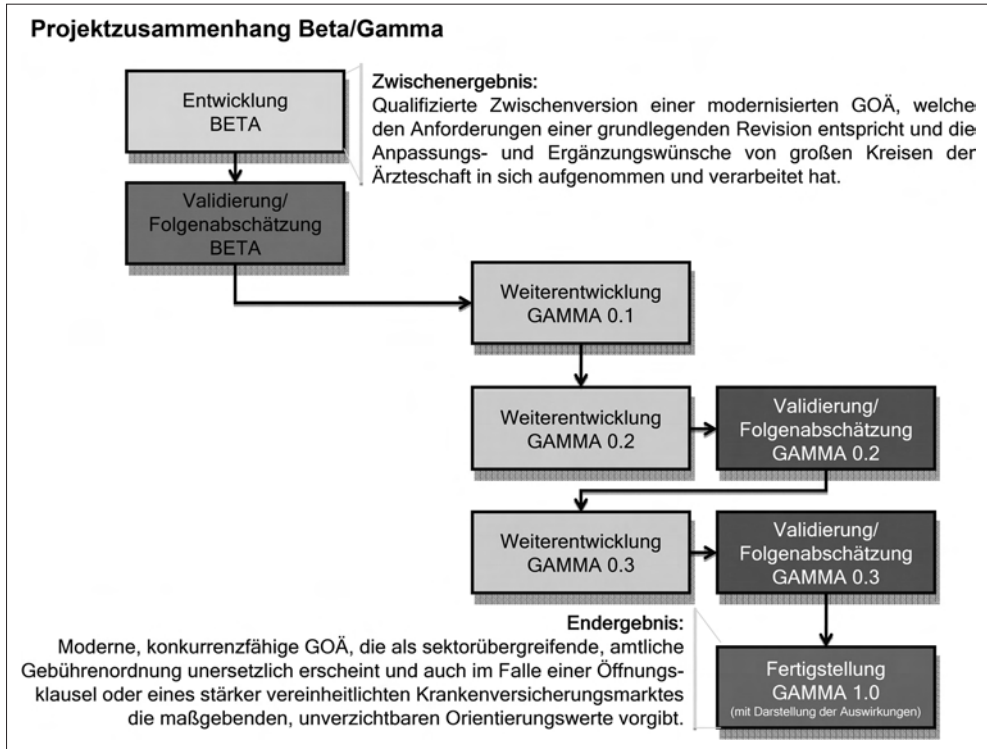 Projektzusammenhang Beta/Gamma
Entwicklung
BETA
Zwischenergebnis:
Qualifizierte Zwischenversion einer modernisierten GOÄ, welche
den Anforderungen einer grundlegenden Revision entspricht und die
Anpassungs- und Ergänzungswünsche von großen Kreisen der
Ärzteschaft in sich aufgenommen und verarbeitet hat.
Validierung/
Folgenabschätzung
BETA
Weiterentwicklung
GAMMA 0.1
Weiterentwicklung
GAMMA 0.2
Validierung/
Folgenabschätzung
GAMMA 0.2
Weiterentwicklung
GAMMA 0.3
Validierung/
Folgenabschätzung
GAMMA 0.3
Endergebnis:
Moderne, konkurrenzfähige GOÄ, die als sektorübergreifende, amtliche
Gebührenordnung unersetzlich erscheint und auch im Falle einer Öffnungs-
klausel oder eines stärker vereinheitlichten Krankenversicherungsmarktes
die maßgebenden, unverzichtbaren Orientierungswerte vorgibt.
Fertigstellung
GAMMA 1.0
(mit Darstellung der Auswirkungen)